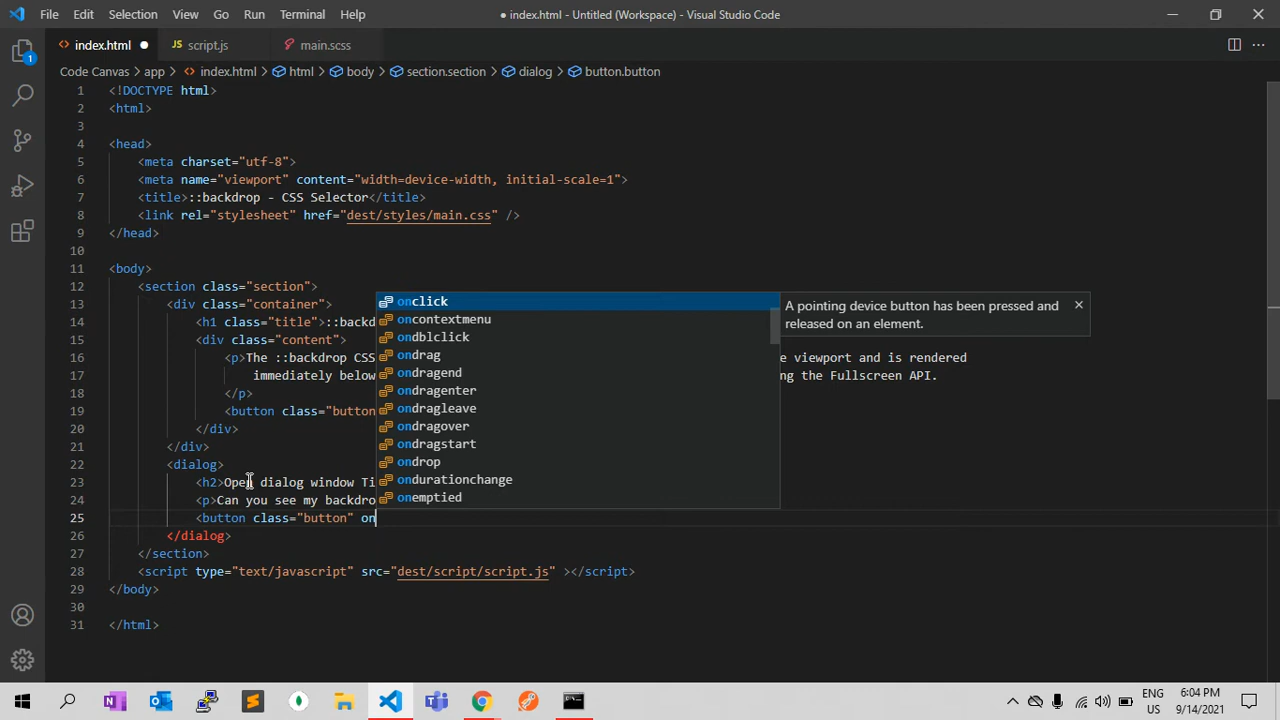 File Edit Selection View Go Run Terminal Help
● index.html - Untitled (Workspace) - Visual Studio Code
index.html ● JS script.js main.scss
Code Canvas > app > index.html > html > body > section.section > dialog > button.button
1 <!DOCTYPE html>
2 <html>
3
4 <head>
5 <meta charset="utf-8">
6 <meta name="viewport" content="width=device-width, initial-scale=1">
7 <title>::backdrop - CSS Selector</title>
8 <link rel="stylesheet" href="dest/styles/main.css" />
9 </head>
10
11 <body>
12 <section class="section">
13 <div class="container">
14 <h1 class="title">::backd
15 <div class="content">
16 <p>The ::backdrop CSS e viewport and is rendered
17 immediately below ng the Fullscreen API.
18 </p>
19 <button class="button
20 </div>
21 </div>
22 <dialog>
23 <h2>Open dialog window Ti
24 <p>Can you see my backdro
25 <button class="button" on
26 </dialog>
27 </section>
28 <script type="text/javascript" src="dest/script/script.js" ></script>
29 </body>
30
31 </html>
onclick
oncontextmenu
ondblclick
ondrag
ondragend
ondragenter
ondragleave
ondragover
ondragstart
ondrop
ondurationchange
onemptied
A pointing device button has been pressed and
released on an element.
1
ENG
US
6:04 PM
9/14/2021